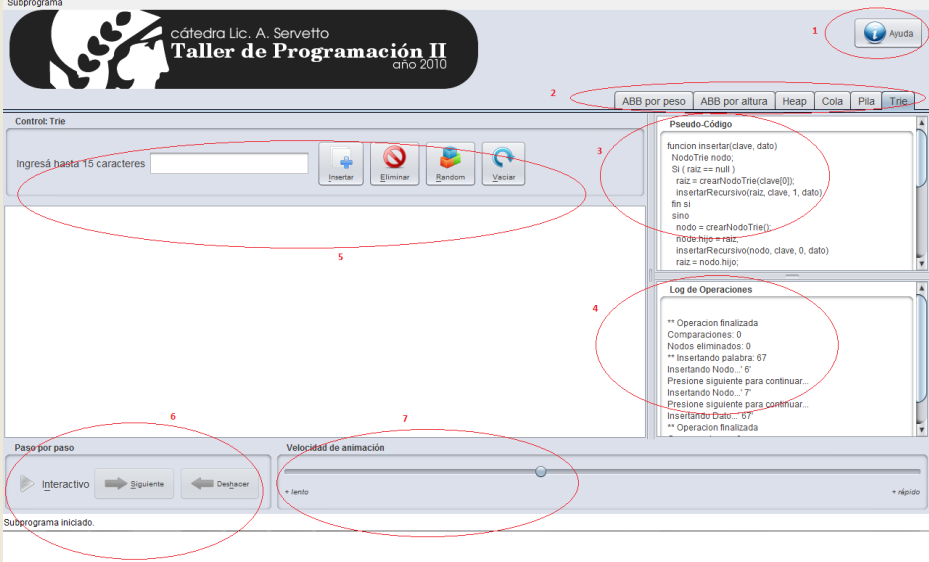 Subprograma
cátedra Lic. A. Servetto
Taller de Programación II
año 2010
1
Ayuda
2
ABB por peso
ABB por altura
Heap
Cola
Pila
Trie
Control: Trie
Ingresá hasta 15 caracteres
Insertar
Eliminar
Random
Vaciar
5
Pseudo-Código
3
funcion insertar(clave, dato)
NodoTrie nodo;
Si ( raiz == null )
raiz = crearNodoTrie(clave[0]);
insertarRecursivo(raiz, clave, 1, dato)
fin si
sino
nodo = crearNodoTrie();
node.hijo = raiz;
insertarRecursivo(nodo, clave, 0, dato)
raiz = nodo.hijo;
Log de Operaciones
4
** Operacion finalizada
Comparaciones: 0
Nodos eliminados: 0
** Insertando palabra: 67
Insertando Nodo...' 6'
Presione siguiente para continuar...
Insertando Nodo...' 7'
Presione siguiente para continuar...
Insertando Dato...' 67'
** Operacion finalizada
6
Paso por paso
Interactivo
Siguiente
Deshacer
7
Velocidad de animación
+ lento
+ rápido
Subprograma iniciado.